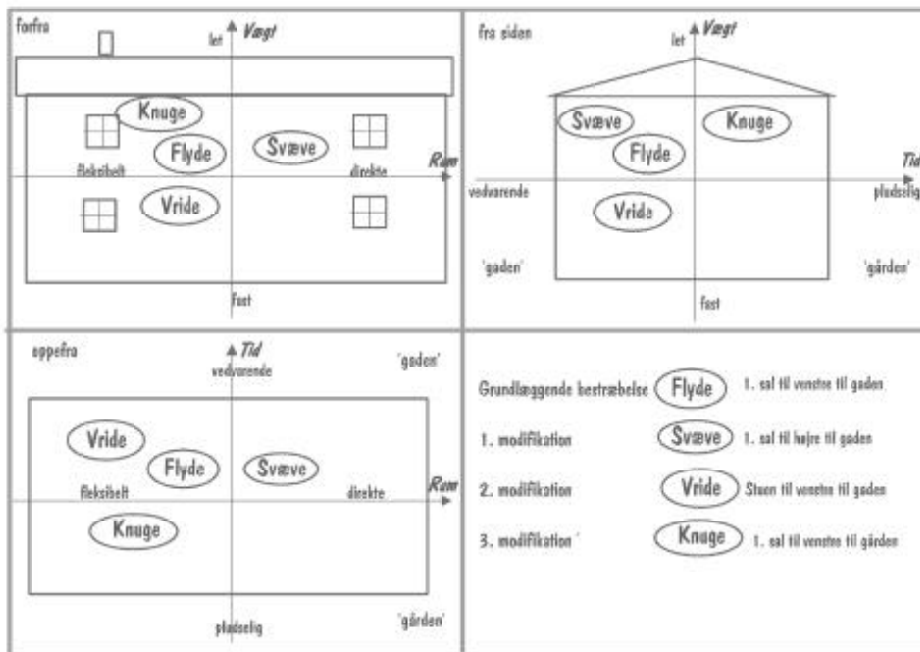 forfra
let
Vægt
Knuge
Flyde
Svæve
Rum
fleksibelt
direkte
Vride
fast
fra siden
let
Vægt
Svæve
Knuge
Flyde
Tid
vedvarende
pludselig
Vride
'gaden'
'gården'
fast
oppefra
Tid
'gaden'
vedvarende
Vride
Flyde
Svæve
fleksibelt
direkte
Rum
Knuge
'gården'
pludselig
Grundlæggende bestræbelse Flyde 1. sal til venstre til gaden
1. modifikation Svæve 1. sal til højre til gaden
2. modifikation Vride Stuen til venstre til gaden
3. modifikation Knuge 1. sal til venstre til gården